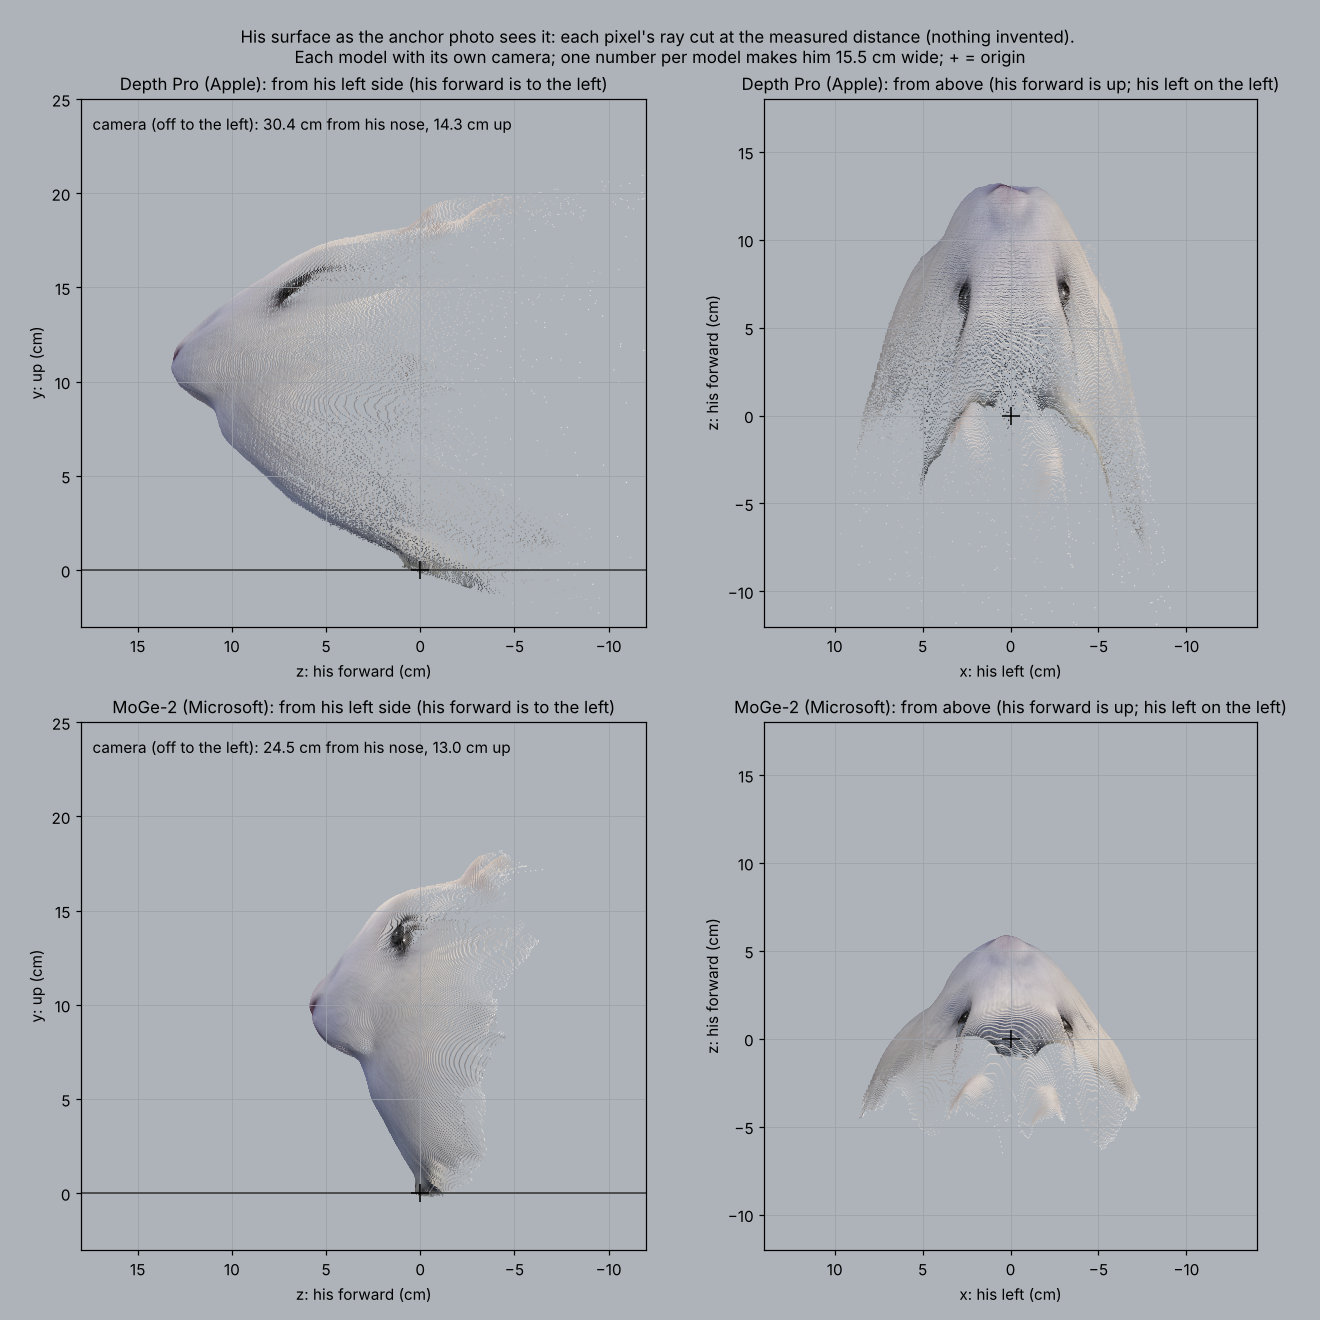 His surface as the anchor photo sees it: each pixel's ray cut at the measured distance (nothing invented).
Each model with its own camera; one number per model makes him 15.5 cm wide; + = origin
Depth Pro (Apple): from his left side (his forward is to the left)
25
20
15
10
5
0
y: up (cm)
camera (off to the left): 30.4 cm from his nose, 14.3 cm up
15 10 5 0 −5 −10
z: his forward (cm)
Depth Pro (Apple): from above (his forward is up; his left on the left)
15
10
5
0
−5
−10
z: his forward (cm)
10 5 0 −5 −10
x: his left (cm)
MoGe-2 (Microsoft): from his left side (his forward is to the left)
25
20
15
10
5
0
y: up (cm)
camera (off to the left): 24.5 cm from his nose, 13.0 cm up
15 10 5 0 −5 −10
z: his forward (cm)
MoGe-2 (Microsoft): from above (his forward is up; his left on the left)
15
10
5
0
−5
−10
z: his forward (cm)
10 5 0 −5 −10
x: his left (cm)